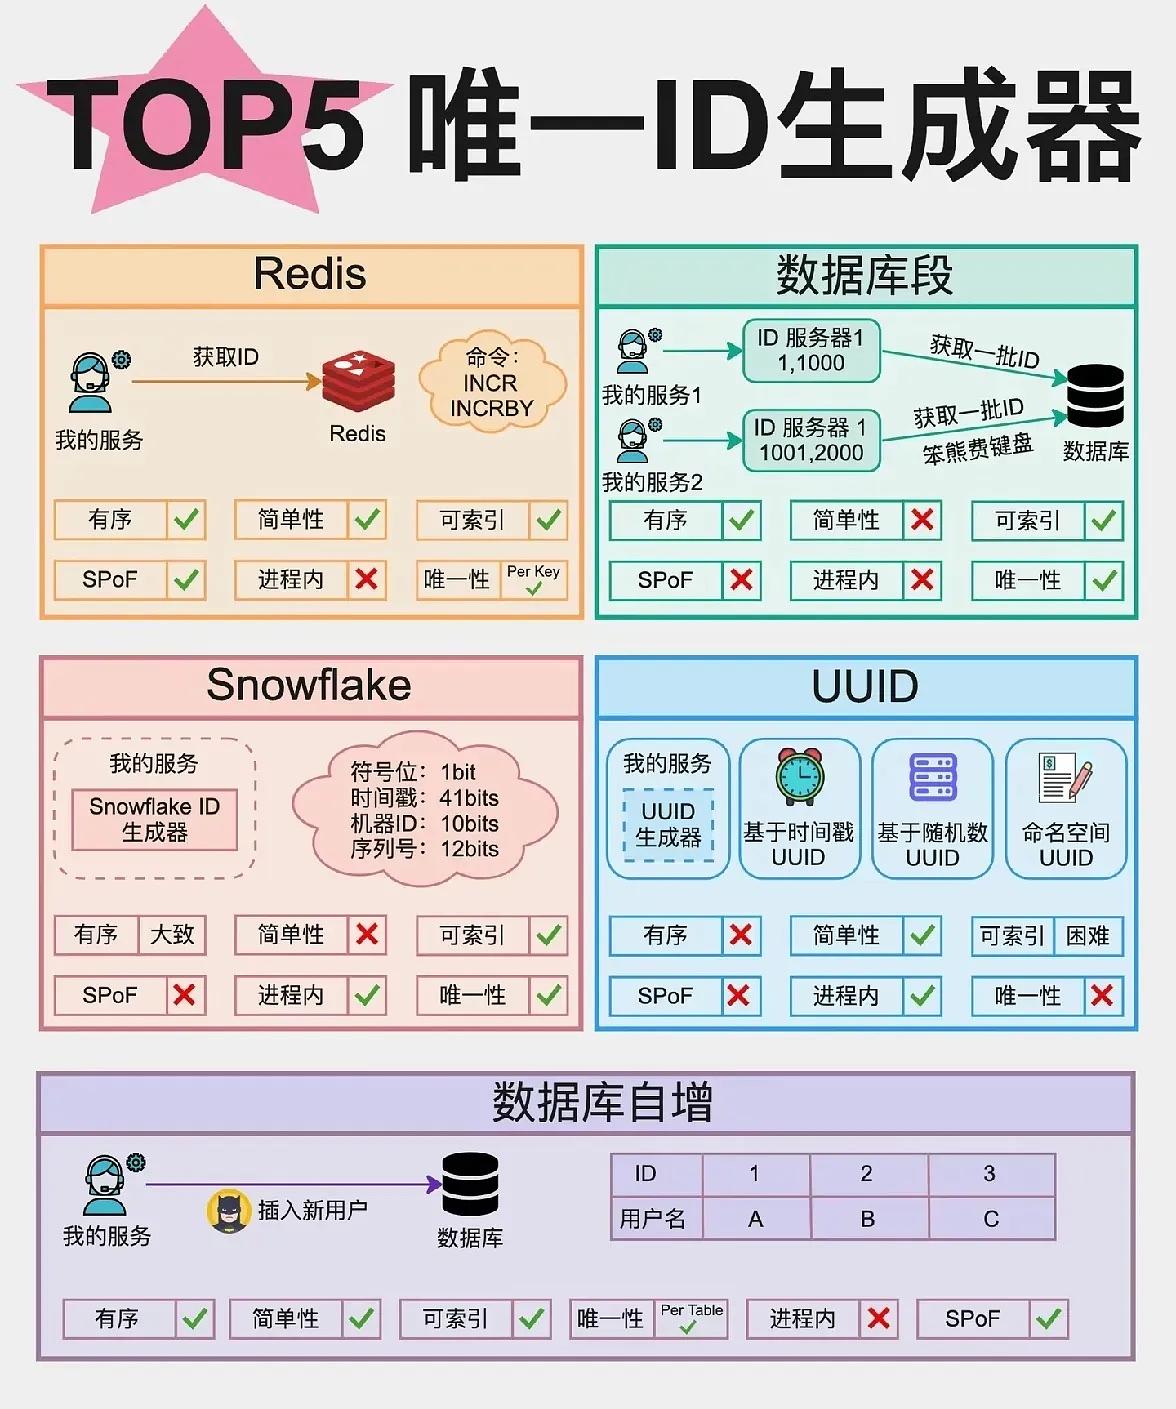 TOP5 唯一ID生成器
Redis
获取ID
命令：
INCR
INCRBY
我的服务
Redis
有序
简单性
可索引
SPoF
进程内
唯一性
Per Key
数据库段
ID 服务器1
1,1000
获取一批ID
我的服务1
ID 服务器 1
1001,2000
获取一批ID
笨熊费键盘
数据库
我的服务2
有序
简单性
可索引
SPoF
进程内
唯一性
Snowflake
我的服务
Snowflake ID
生成器
符号位：1bit
时间戳：41bits
机器ID：10bits
序列号：12bits
有序
大致
简单性
可索引
SPoF
进程内
唯一性
UUID
我的服务
UUID
生成器
基于时间戳
UUID
基于随机数
UUID
命名空间
UUID
有序
简单性
可索引
困难
SPoF
进程内
唯一性
数据库自增
我的服务
插入新用户
数据库
ID 1 2 3
用户名 A B C
有序
简单性
可索引
唯一性
Per Table
进程内
SPoF